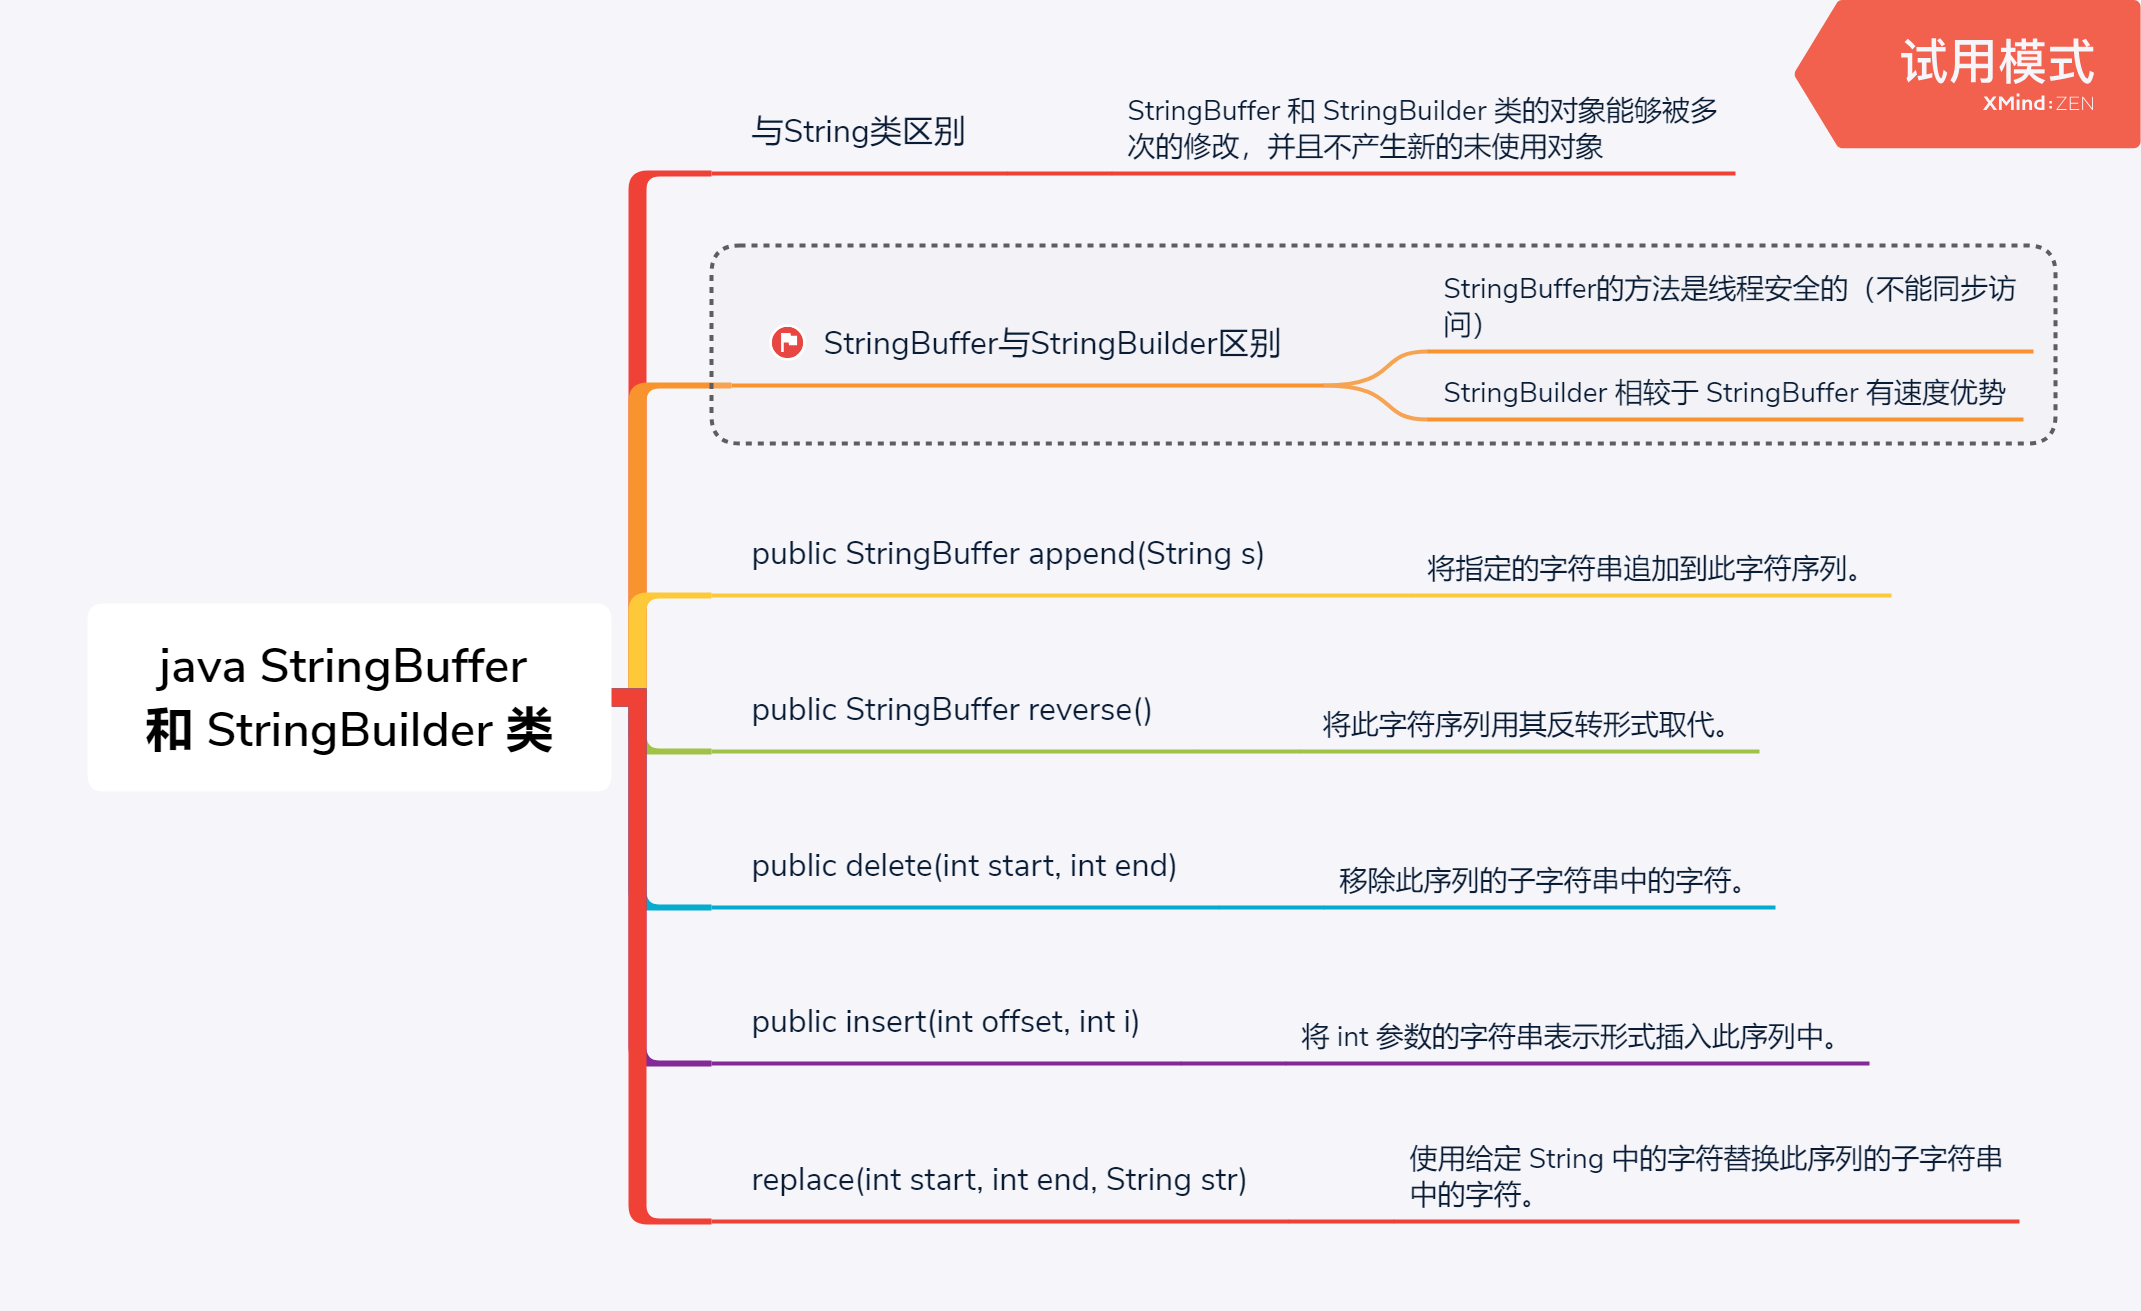 试用模式
XMind:ZEN
与String类区别
StringBuffer 和 StringBuilder 类的对象能够被多
次的修改，并且不产生新的未使用对象
StringBuffer与StringBuilder区别
StringBuffer的方法是线程安全的（不能同步访
问）
StringBuilder 相较于 StringBuffer 有速度优势
public StringBuffer append(String s)
将指定的字符串追加到此字符序列。
java StringBuffer
和 StringBuilder 类
public StringBuffer reverse()
将此字符序列用其反转形式取代。
public delete(int start, int end)
移除此序列的子字符串中的字符。
public insert(int offset, int i)
将 int 参数的字符串表示形式插入此序列中。
replace(int start, int end, String str)
使用给定 String 中的字符替换此序列的子字符串
中的字符。